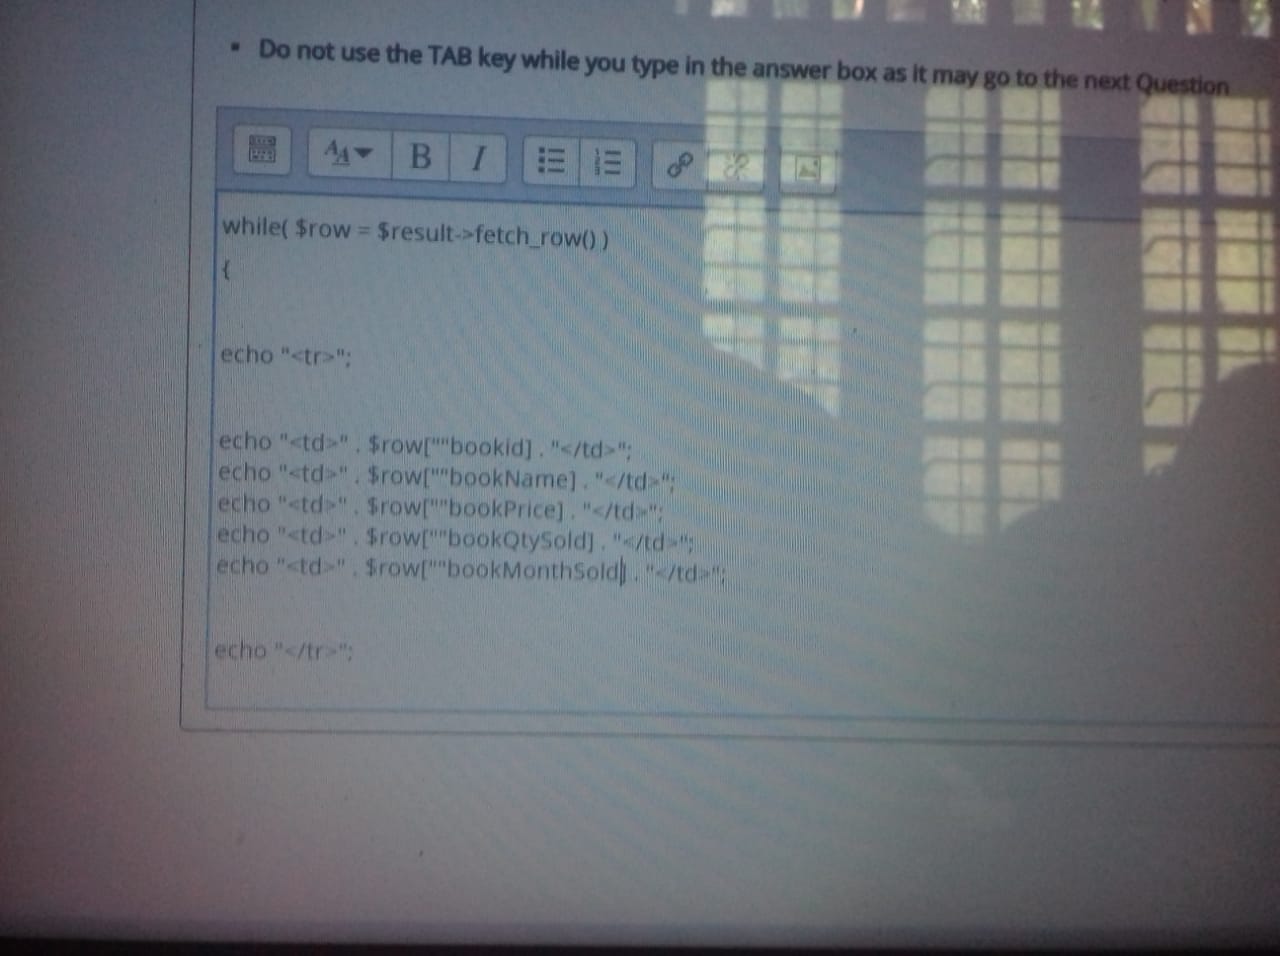 ▪ Do not use the TAB key while you type in the answer box as it may go to the next Question
AA B I
while( $row = $result->fetch_row() )
{
echo "<tr>";
echo "<td>" . $row[""bookid] . "</td>";
echo "<td>" . $row[""bookName] . "</td>";
echo "<td>" . $row[""bookPrice] . "</td>";
echo "<td>" . $row[""bookQtySold] . "</td>";
echo "<td>" . $row[""bookMonthSold] . "</td>";
echo "</tr>";